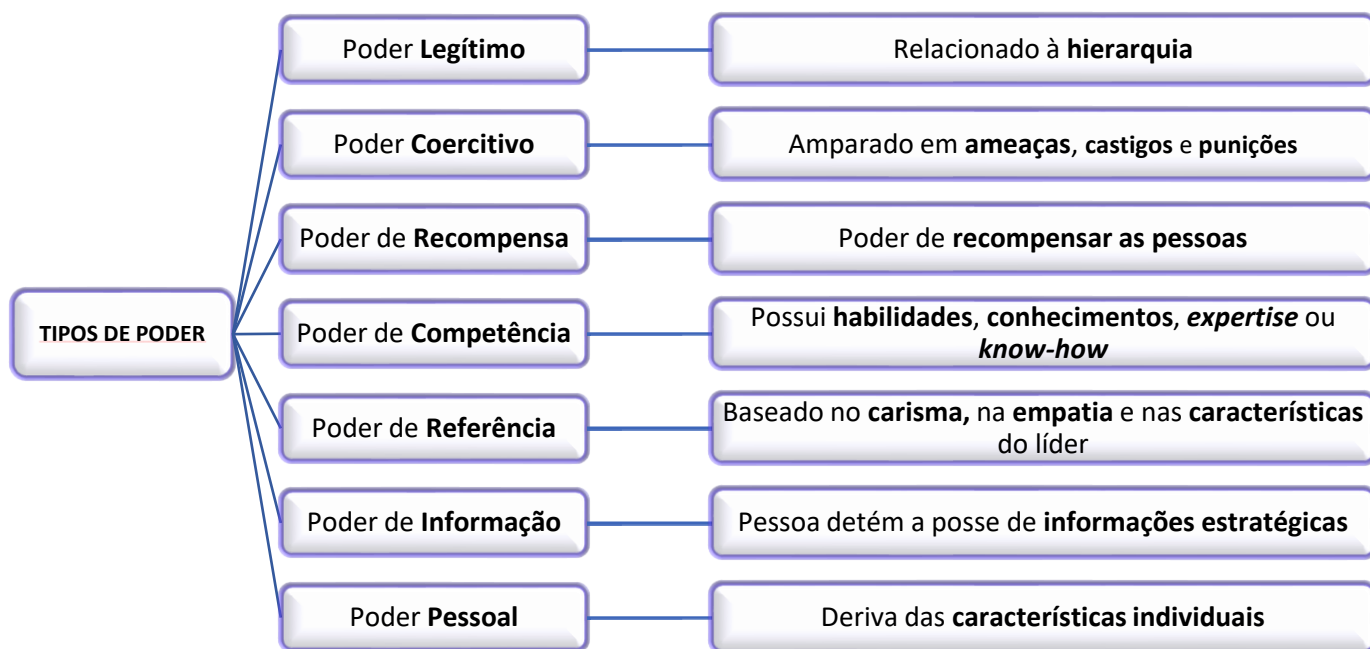 TIPOS DE PODER
Poder Legítimo
Relacionado à hierarquia
Poder Coercitivo
Amparado em ameaças, castigos e punições
Poder de Recompensa
Poder de recompensar as pessoas
Poder de Competência
Possui habilidades, conhecimentos, expertise ou
know-how
Poder de Referência
Baseado no carisma, na empatia e nas características
do líder
Poder de Informação
Pessoa detém a posse de informações estratégicas
Poder Pessoal
Deriva das características individuais